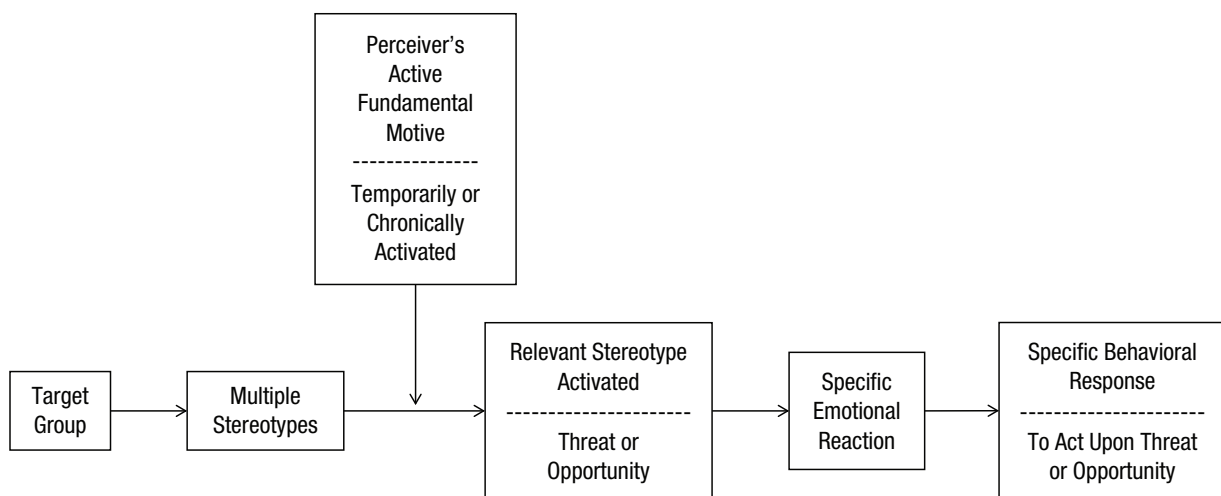 Perceiver's
Active
Fundamental
Motive
Temporarily or
Chronically
Activated
Target
Group
Multiple
Stereotypes
Relevant Stereotype
Activated
Threat or
Opportunity
Specific
Emotional
Reaction
Specific Behavioral
Response
To Act Upon Threat
or Opportunity